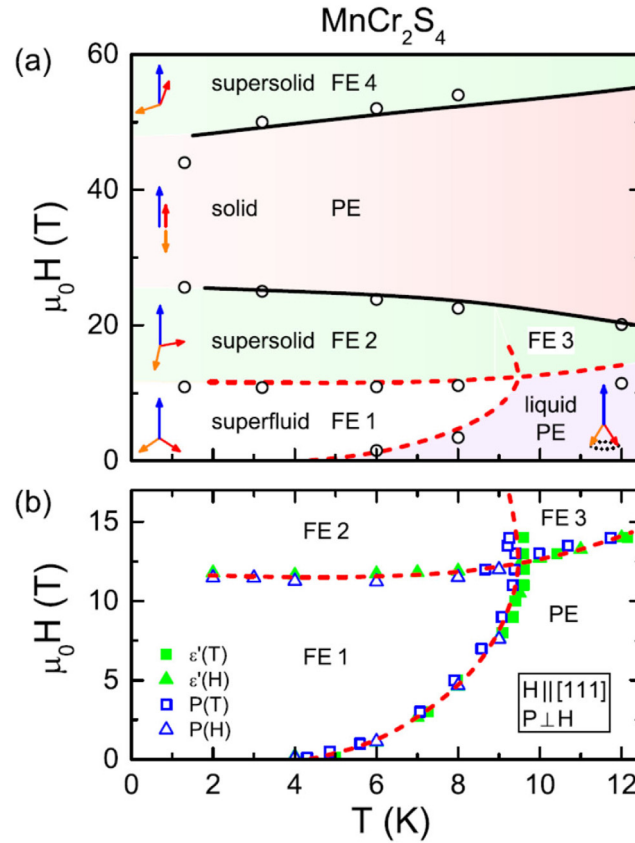 MnCr₂S₄
(a)
60
40
20
0
μ₀H (T)
supersolid FE 4
solid PE
supersolid FE 2
FE 3
superfluid FE 1
liquid
PE
(b)
15
10
5
0
μ₀H (T)
FE 2
FE 3
FE 1
PE
ε'(T)
ε'(H)
P(T)
P(H)
H||[111]
P⊥H
0 2 4 6 8 10 12
T (K)